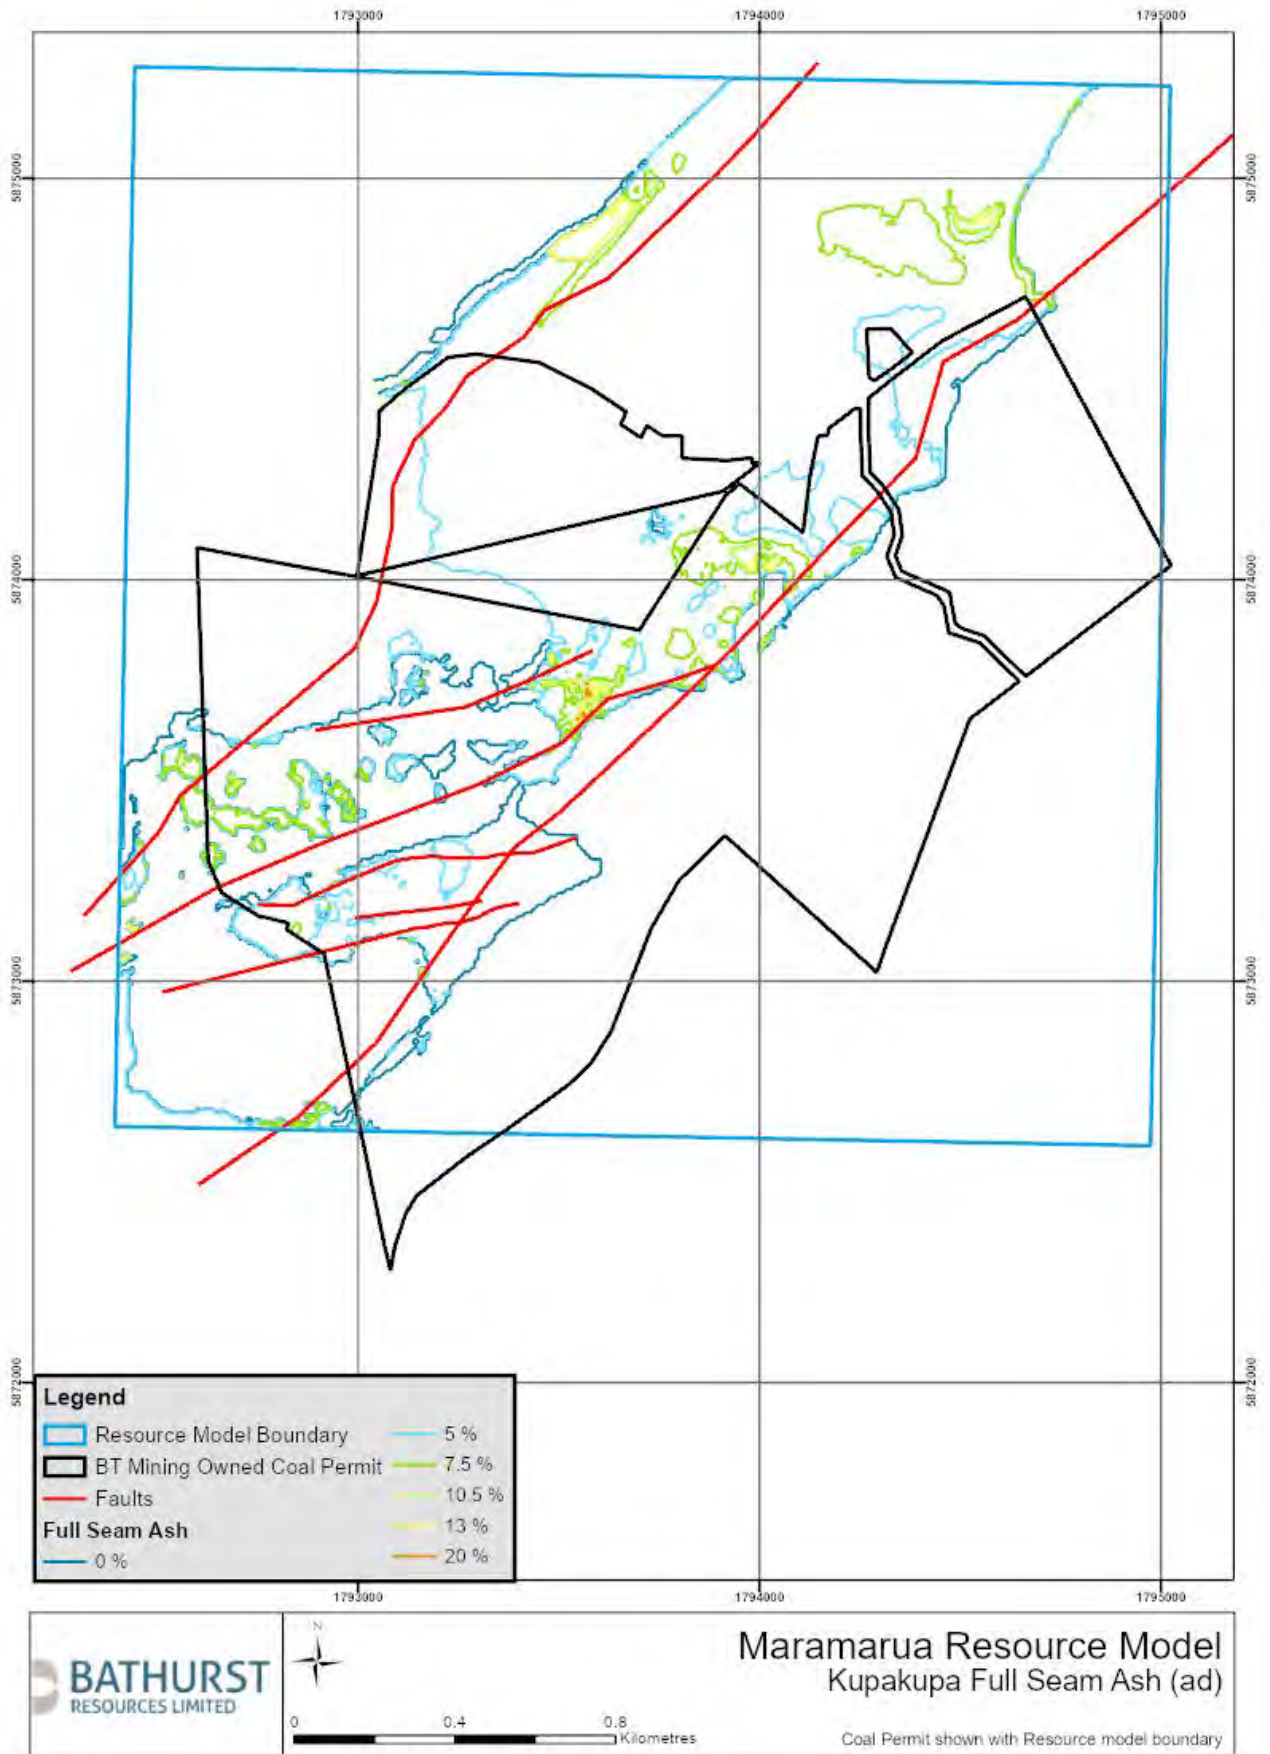 1793000 1794000 1795000
5875000 5875000
5874000 5874000
5873000 5873000
5872000 5872000
Legend
Resource Model Boundary
BT Mining Owned Coal Permit
Faults
Full Seam Ash
0 %
5 %
7.5 %
10.5 %
13 %
20 %
1793000 1794000 1795000
BATHURST
RESOURCES LIMITED
N
0 0.4 0.8
Kilometres
Maramarua Resource Model
Kupakupa Full Seam Ash (ad)
Coal Permit shown with Resource model boundary